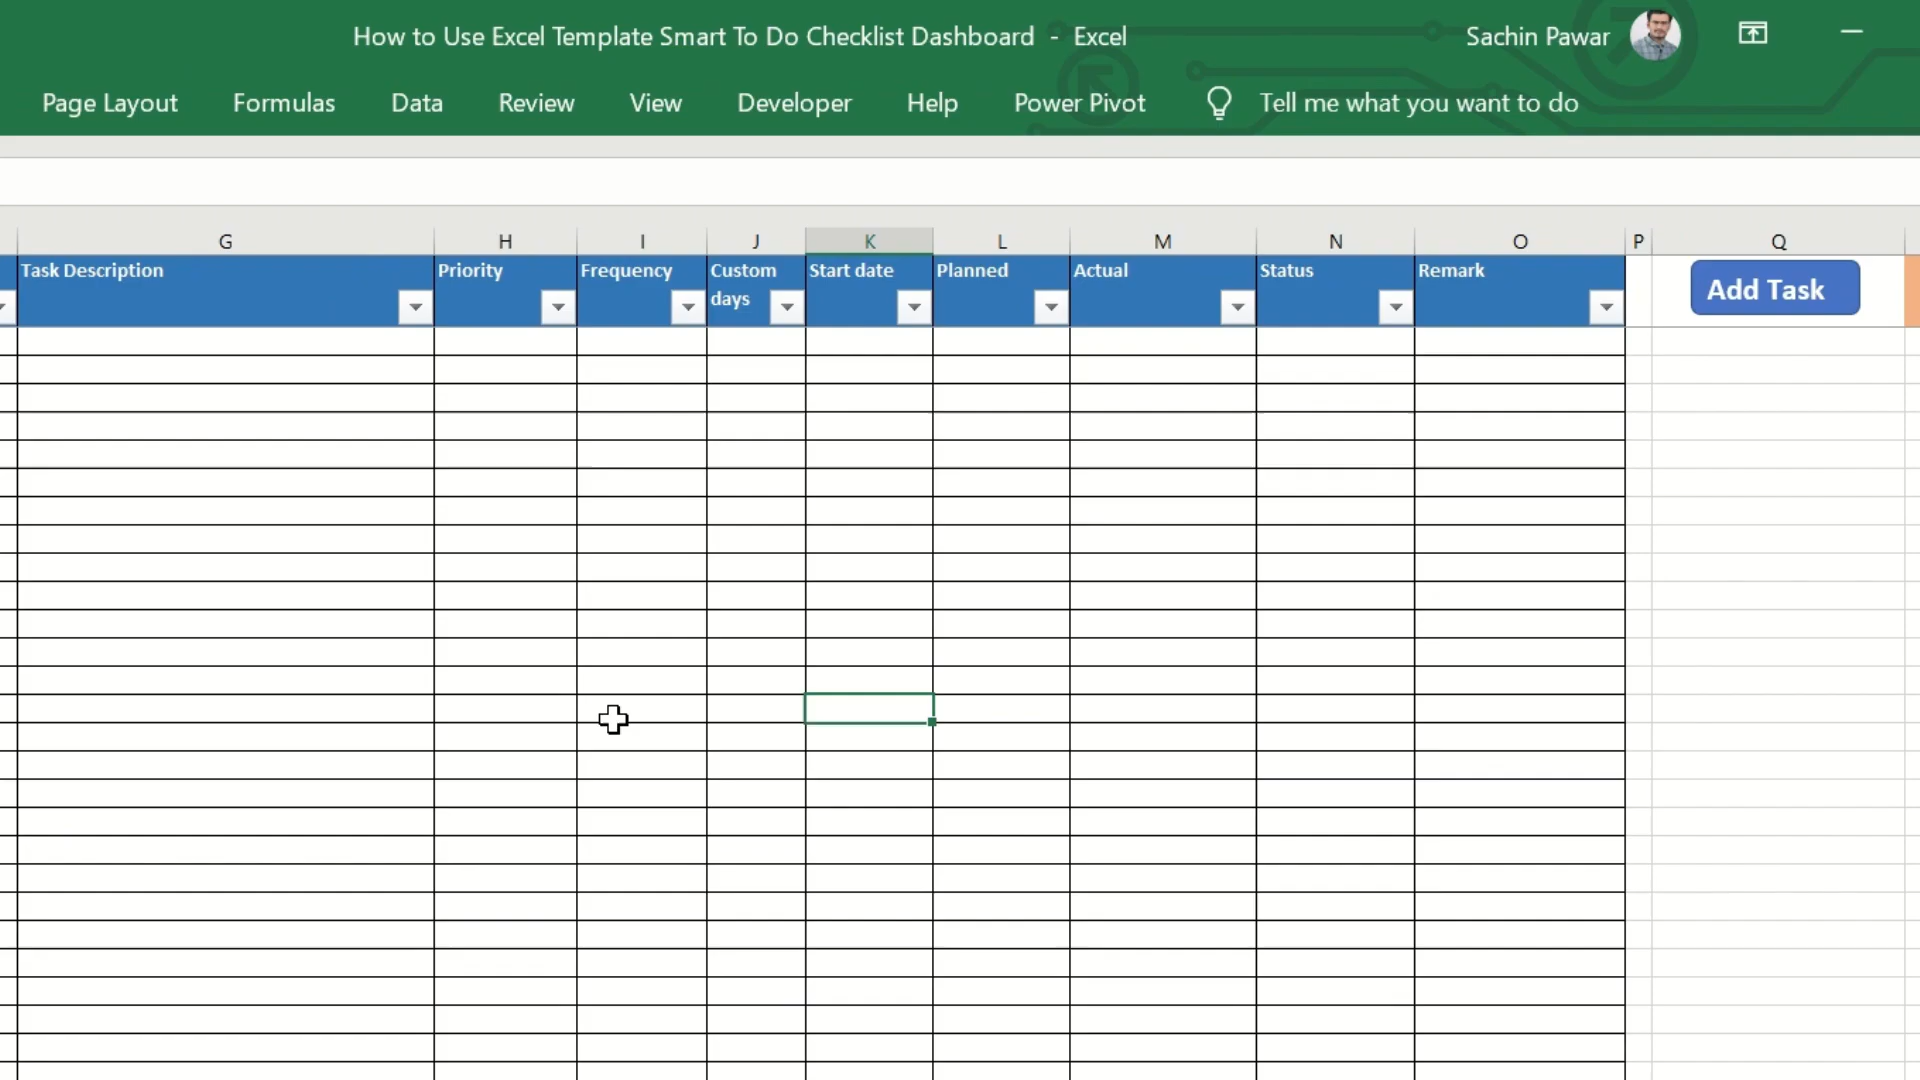 How to Use Excel Template Smart To Do Checklist Dashboard - Excel
Sachin Pawar
Page Layout Formulas Data Review View Developer Help Power Pivot Tell me what you want to do
G H I J K L M N O P Q
Task Description Priority Frequency Custom days Start date Planned Actual Status Remark Add Task